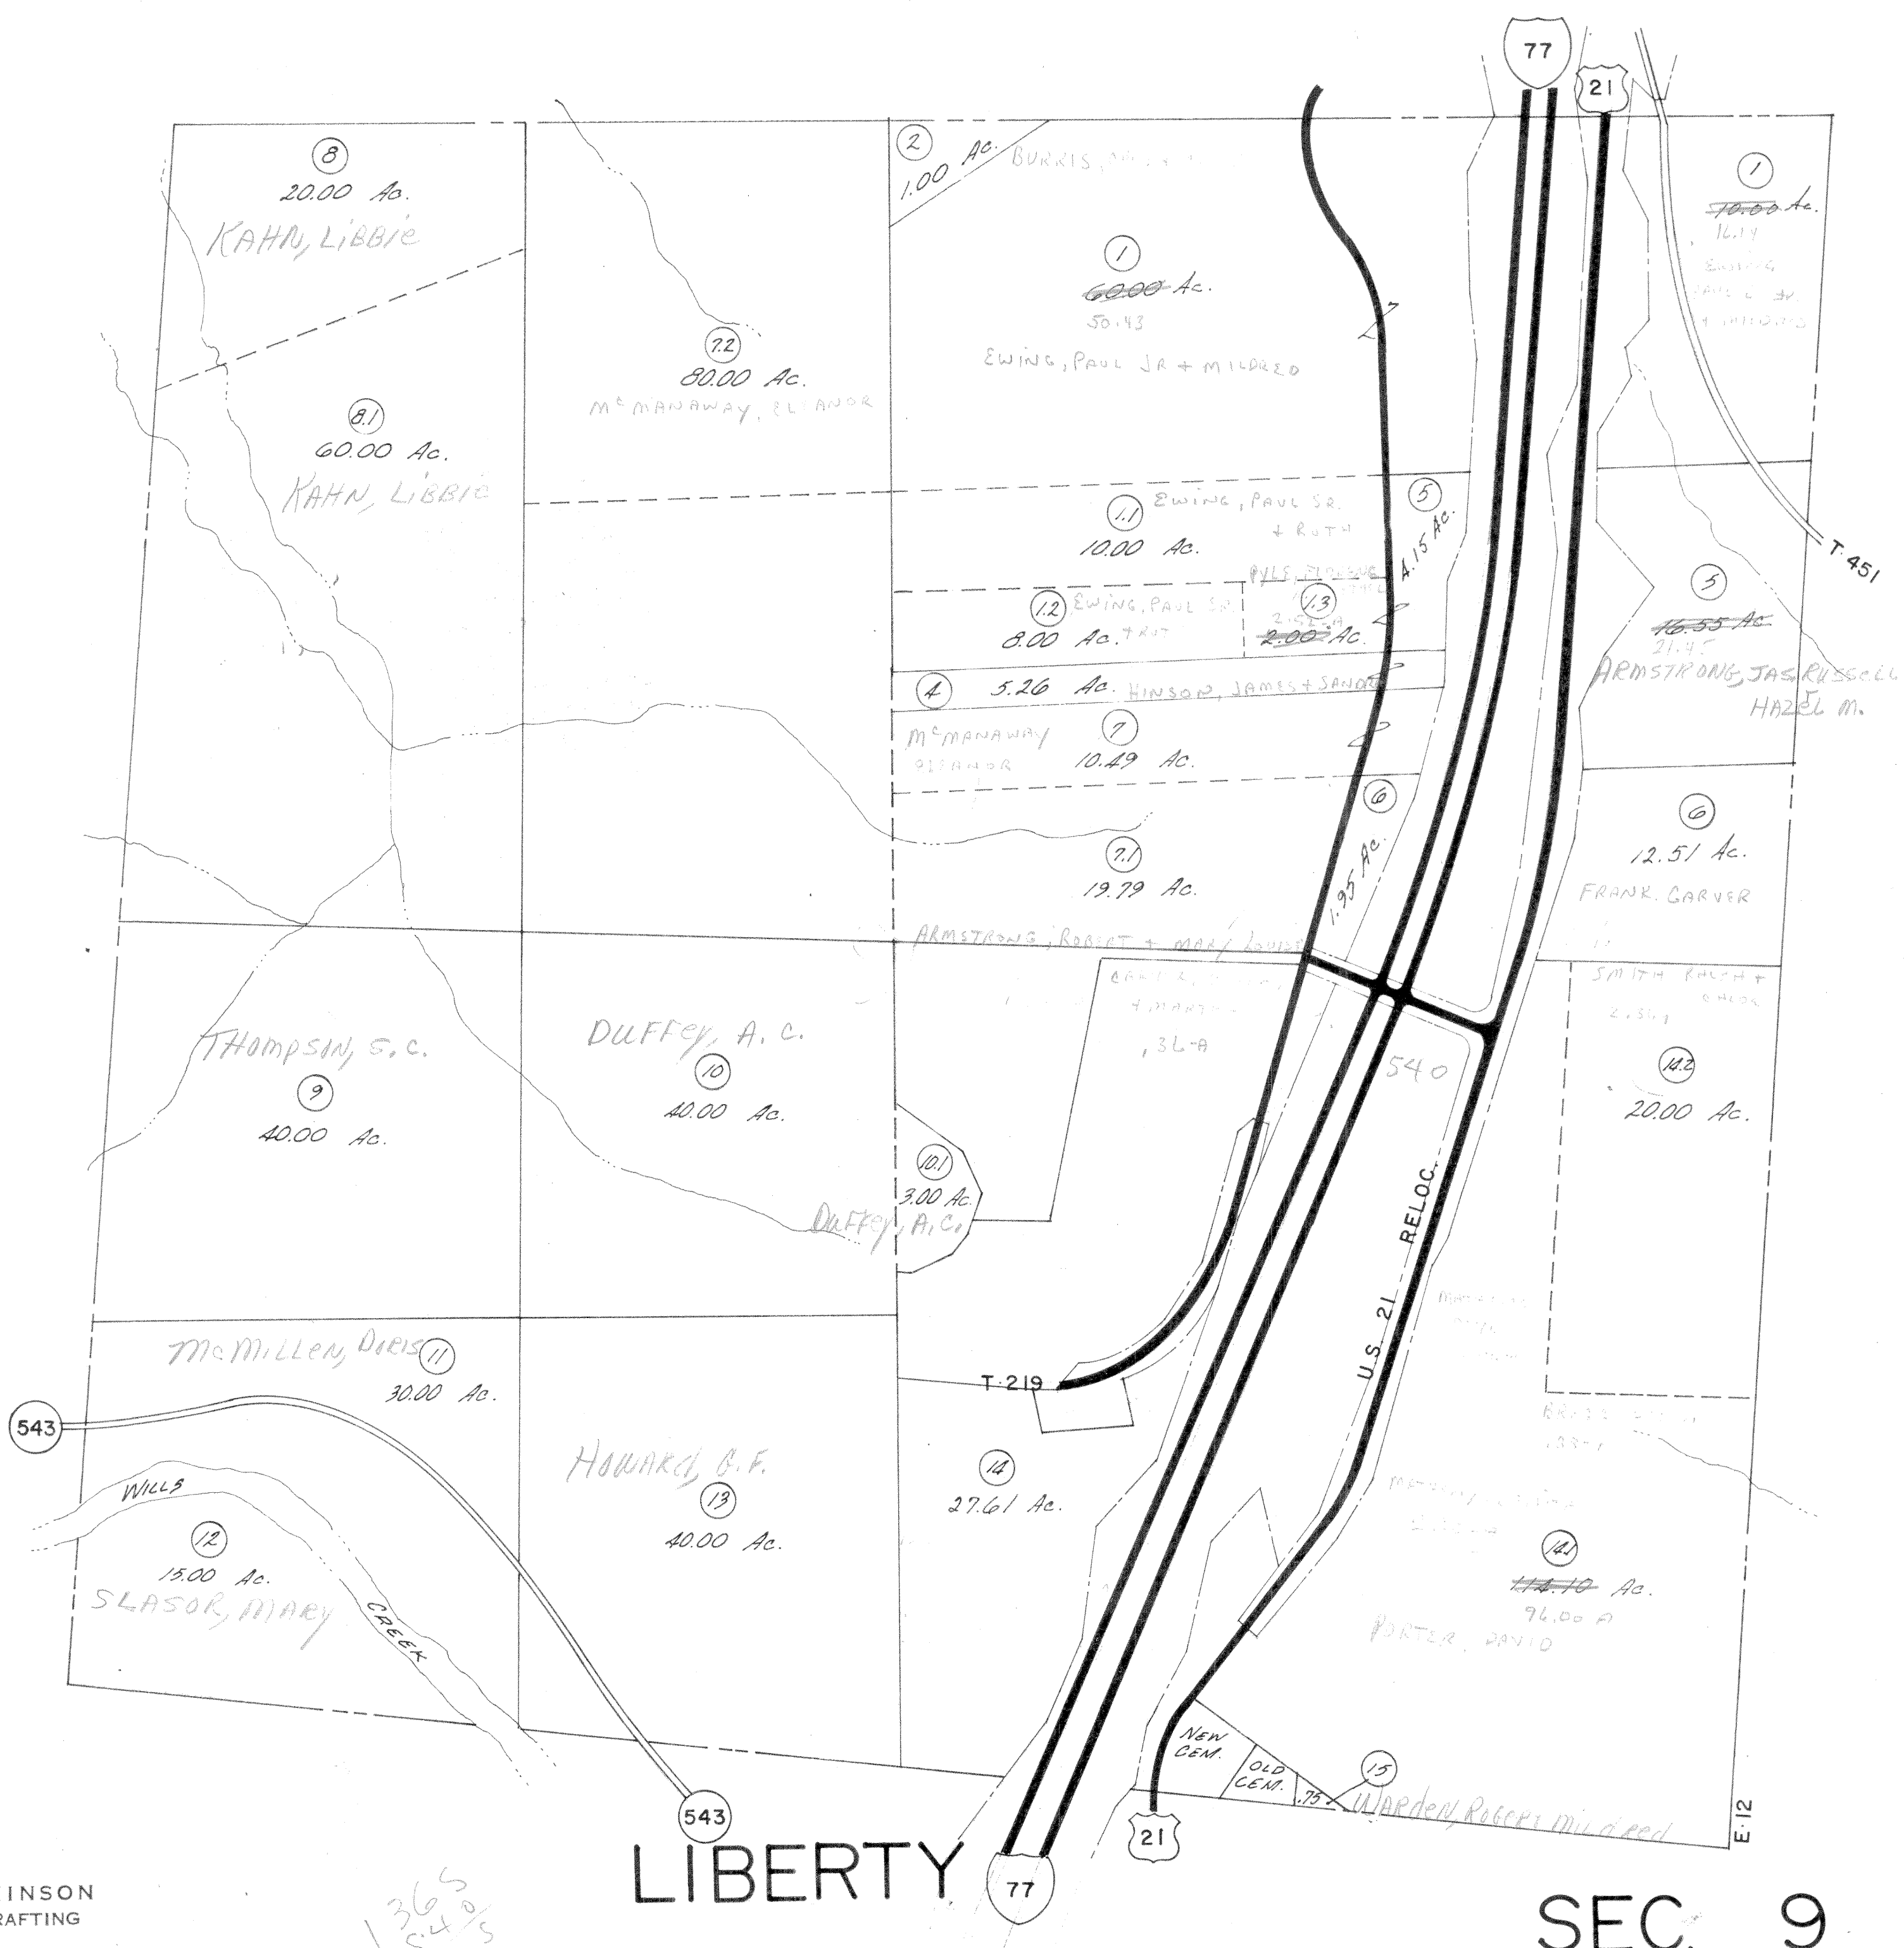 77
21
8
20.00 Ac.
KAHN, LiBBie
2
1.00 Ac.
BURRIS,
1
60.00 Ac.
50.43
EWING, PAUL JR + MILDRED
1
10.00 Ac.
16.14
EWING
7.2
80.00 Ac.
McMANAWAY, ELEANOR
8.1
60.00 Ac.
KAHN, LiBBie
1.1
EWING, PAUL SR.
+ RUTH
10.00 Ac.
5
4.15 Ac.
T-451
1.2
EWING, PAUL SR.
8.00 Ac.
1.3
2.00 Ac.
5
16.55 Ac
21.45
ARMSTRONG, JAS. RUSSELL
HAZEL M.
4
5.26 Ac.
HINSON, JAMES + SANDRA
McMANAWAY
7
10.49 Ac.
6
1.95 Ac.
7.1
19.79 Ac.
6
12.51 Ac.
FRANK. GARVER
ARMSTRONG, ROBERT + MARY LOUISE
SMITH RALPH +
THOMPSON, S.C.
9
40.00 Ac.
DUFFEY, A. C.
10
40.00 Ac.
540
14.2
20.00 Ac.
10.1
3.00 Ac.
DUFFEY, A.C.
U.S. 21 RELOC.
McMILLEN, DORIS
11
30.00 Ac.
T-219
543
WILLS
CREEK
12
15.00 Ac.
SLASOR, MARY
HOWARD, G.F.
13
40.00 Ac.
14
27.61 Ac.
14.1
114.10 Ac.
96.00 A
PORTER, DAVID
NEW
CEM.
OLD
CEM.
.75
15
WARDEN, ROGER + Mildred
E-12
543
21
77
LIBERTY
SEC. 9
INSON
RAFTING